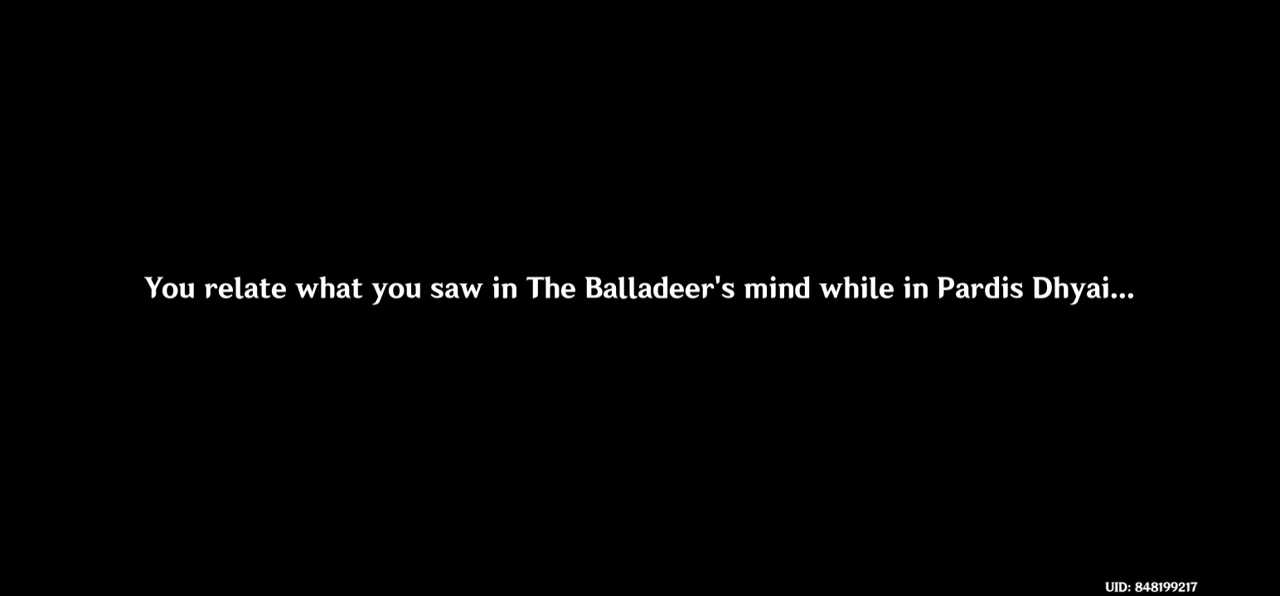 You relate what you saw in The Balladeer's mind while in Pardis Dhyai...
UID: 848199217